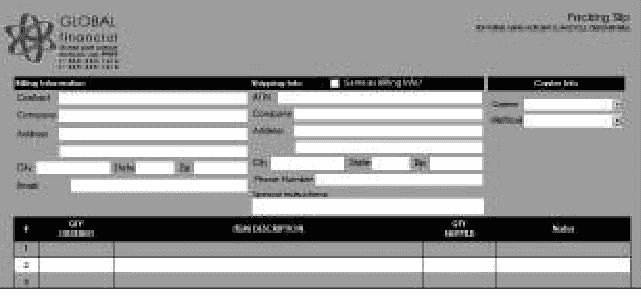 GLOBAL
financial
Packing Slip
Billing Information
Contact
Company
Address
City
State
Zip
Email
Shipping Info
Same as Billing Info?
ATTN
Company
Address
City
State
Zip
Phone Number
Special Instructions
Carrier Info
Carrier
Method
#
QTY
ORDERED
ITEM DESCRIPTION
QTY
SHIPPED
Notes
1
2
3